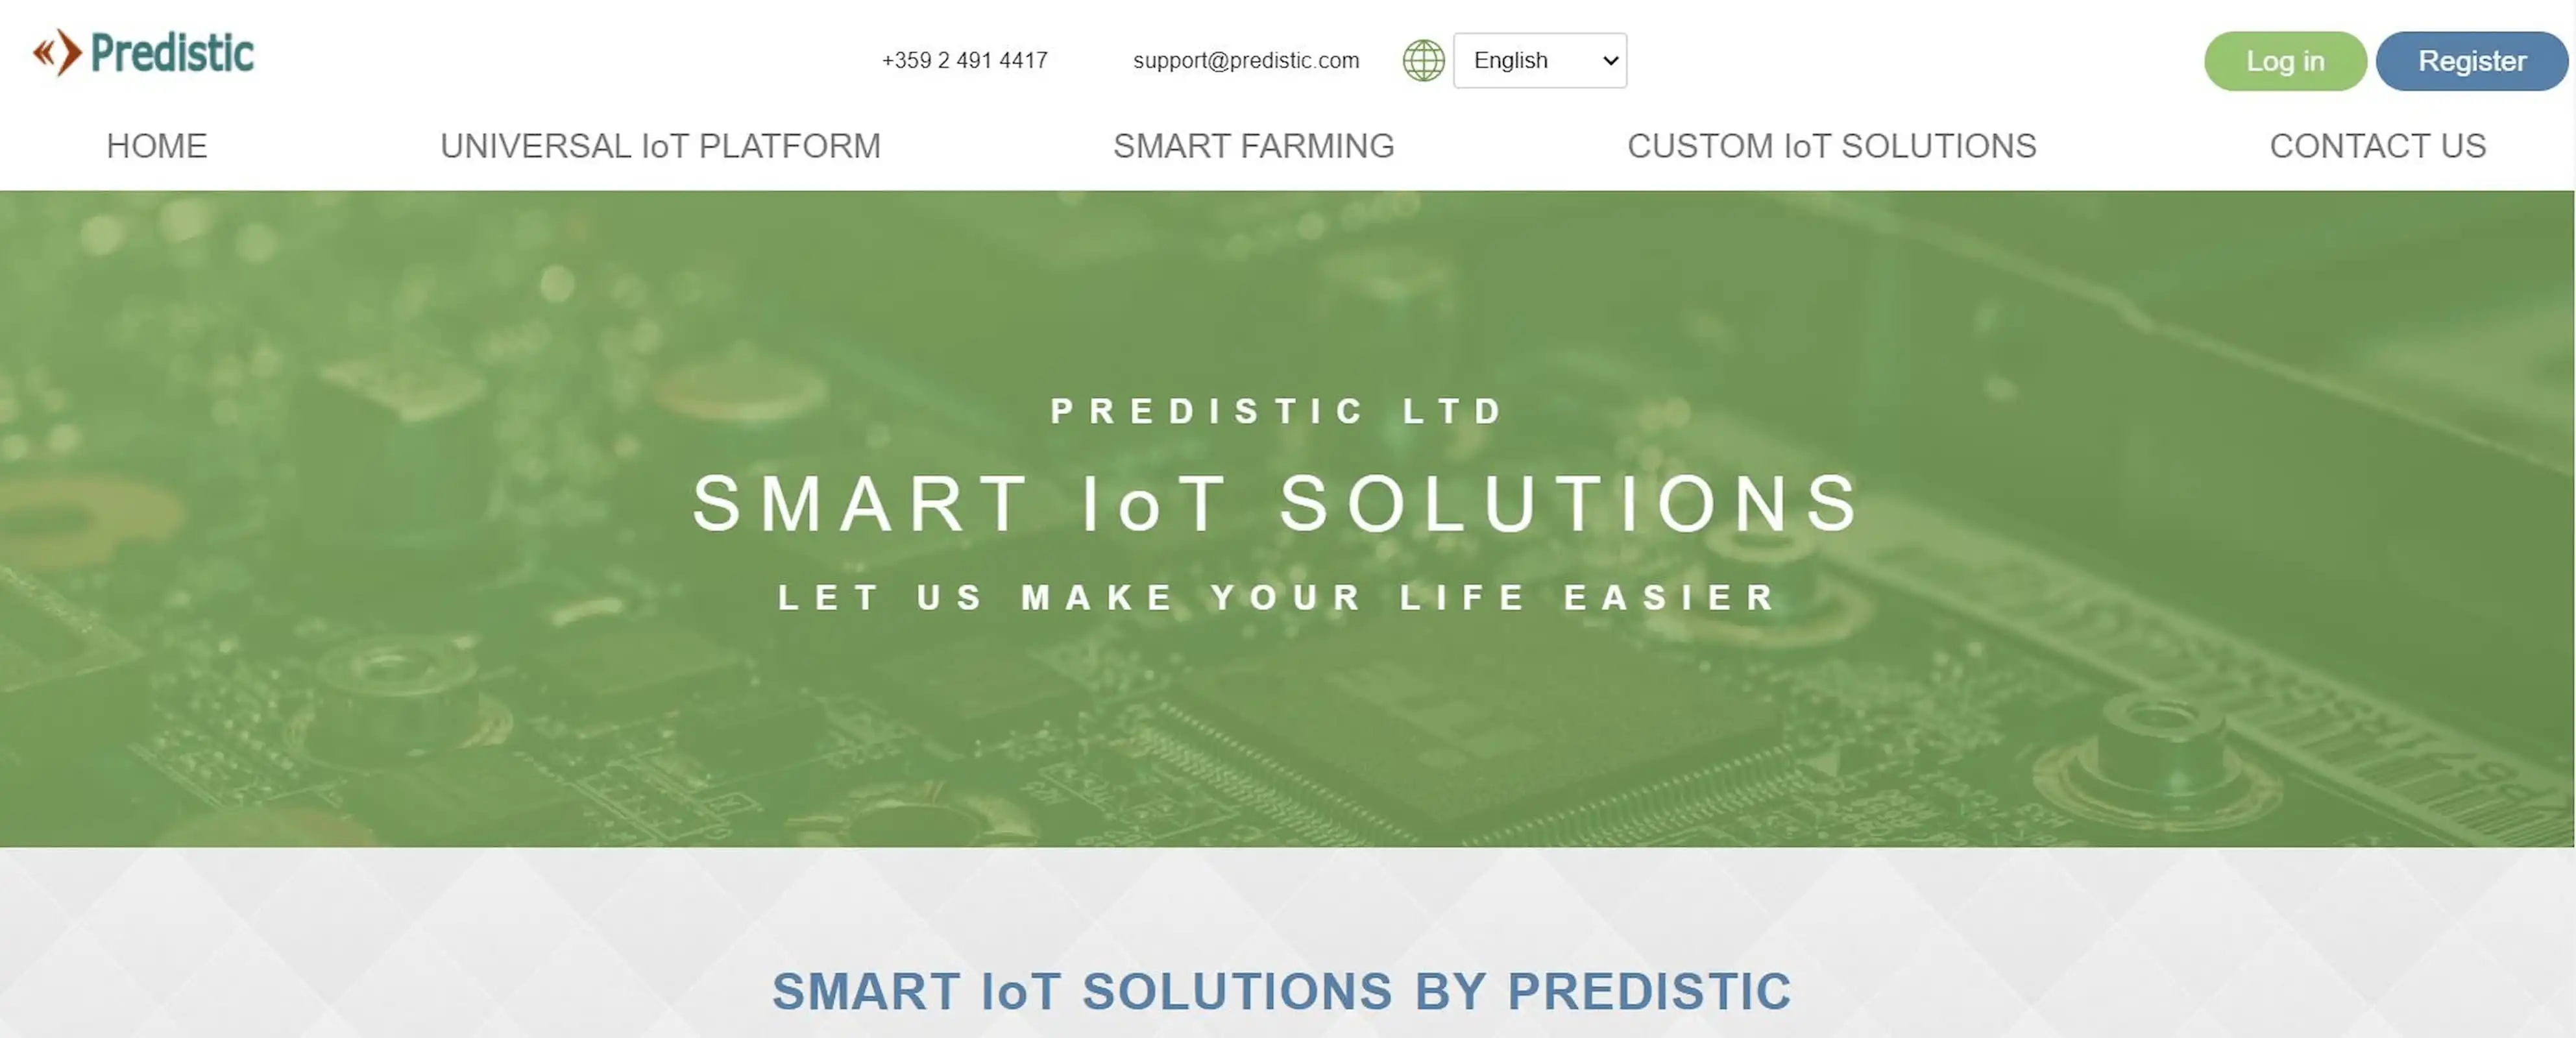 Predistic
+359 2 491 4417
support@predistic.com
English
Log in
Register
HOME
UNIVERSAL IoT PLATFORM
SMART FARMING
CUSTOM IoT SOLUTIONS
CONTACT US
PREDISTIC LTD
SMART IoT SOLUTIONS
LET US MAKE YOUR LIFE EASIER
SMART IoT SOLUTIONS BY PREDISTIC